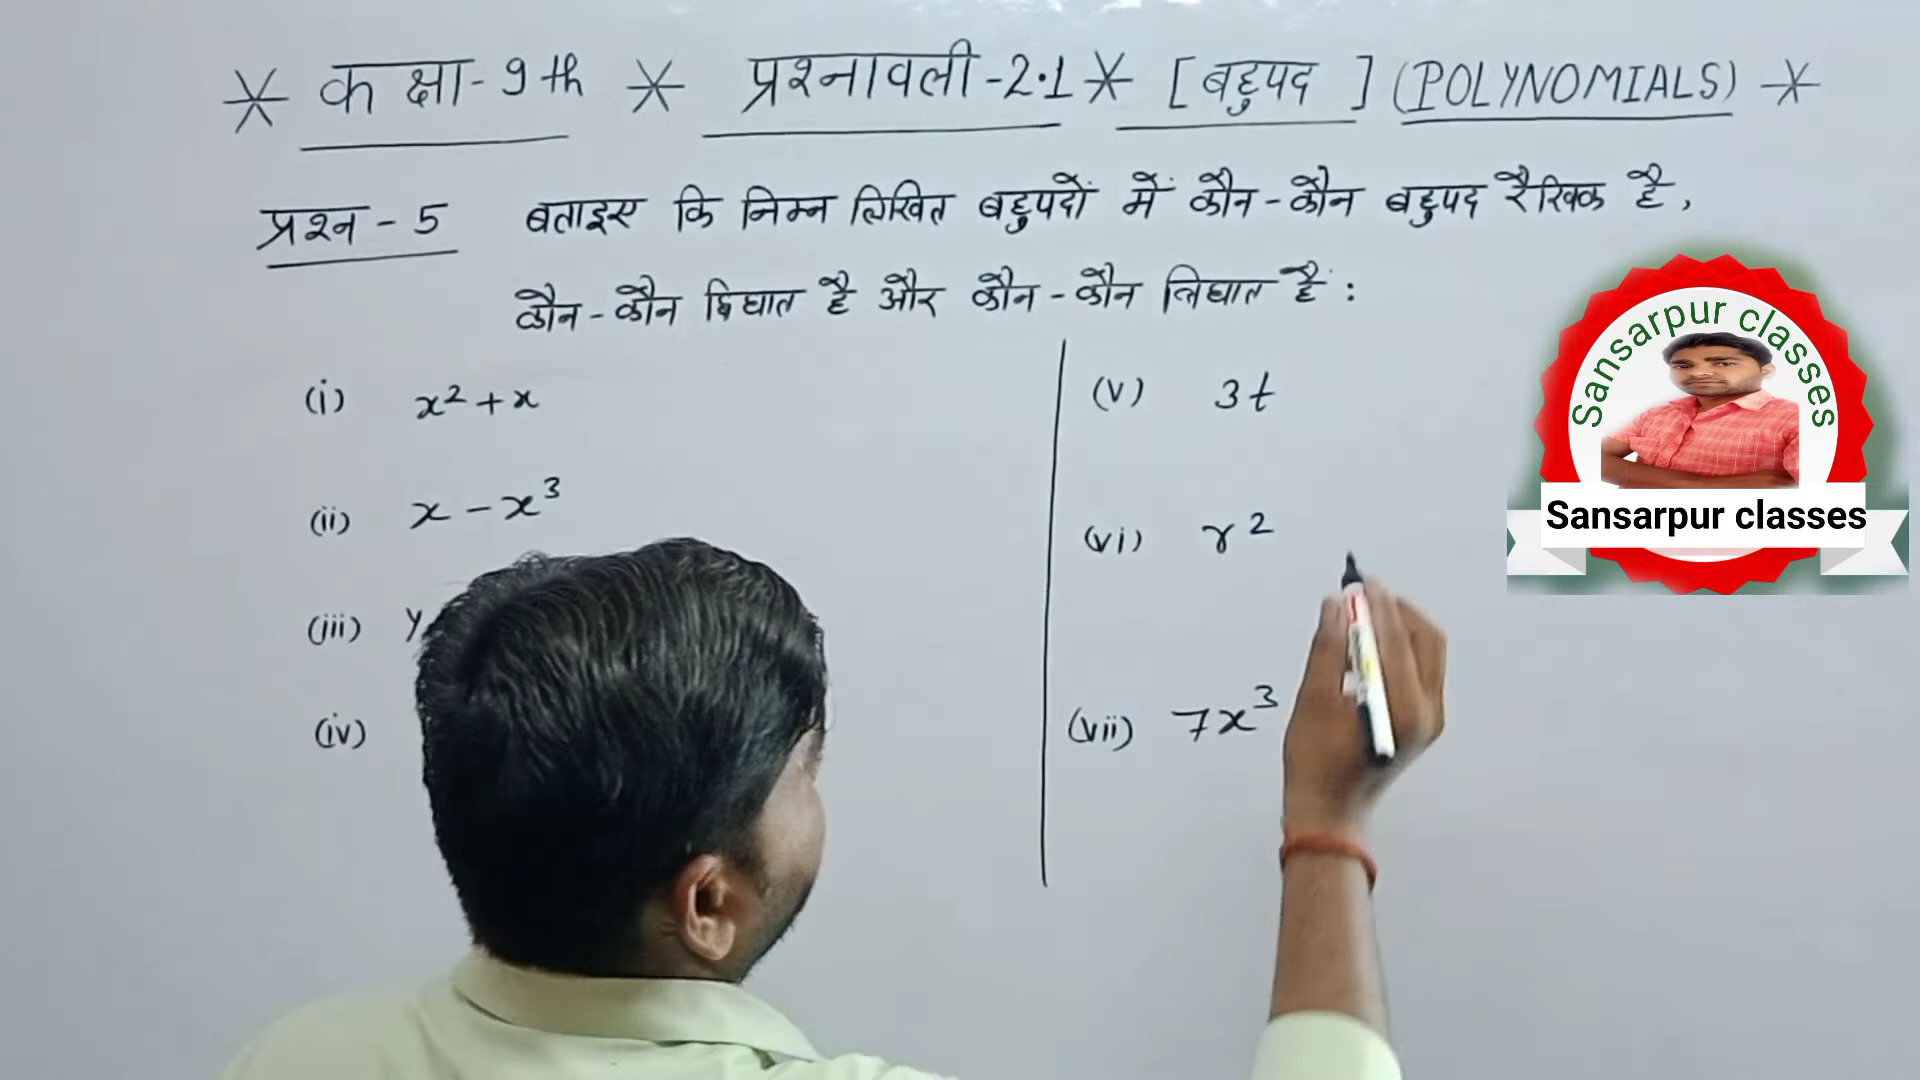 * कक्षा-9th * प्रश्नावली-2.1 * [बहुपद] (POLYNOMIALS) *
प्रश्न-5 बताइए कि निम्न लिखित बहुपदों में कौन-कौन बहुपद रैखिक है,
कौन-कौन द्विघात है और कौन-कौन त्रिघात है:
(i) x²+x
(ii) x-x³
(iii) y
(iv)
(v) 3t
(vi) r²
(vii) 7x³
Sansarpur classes
Sansarpur classes